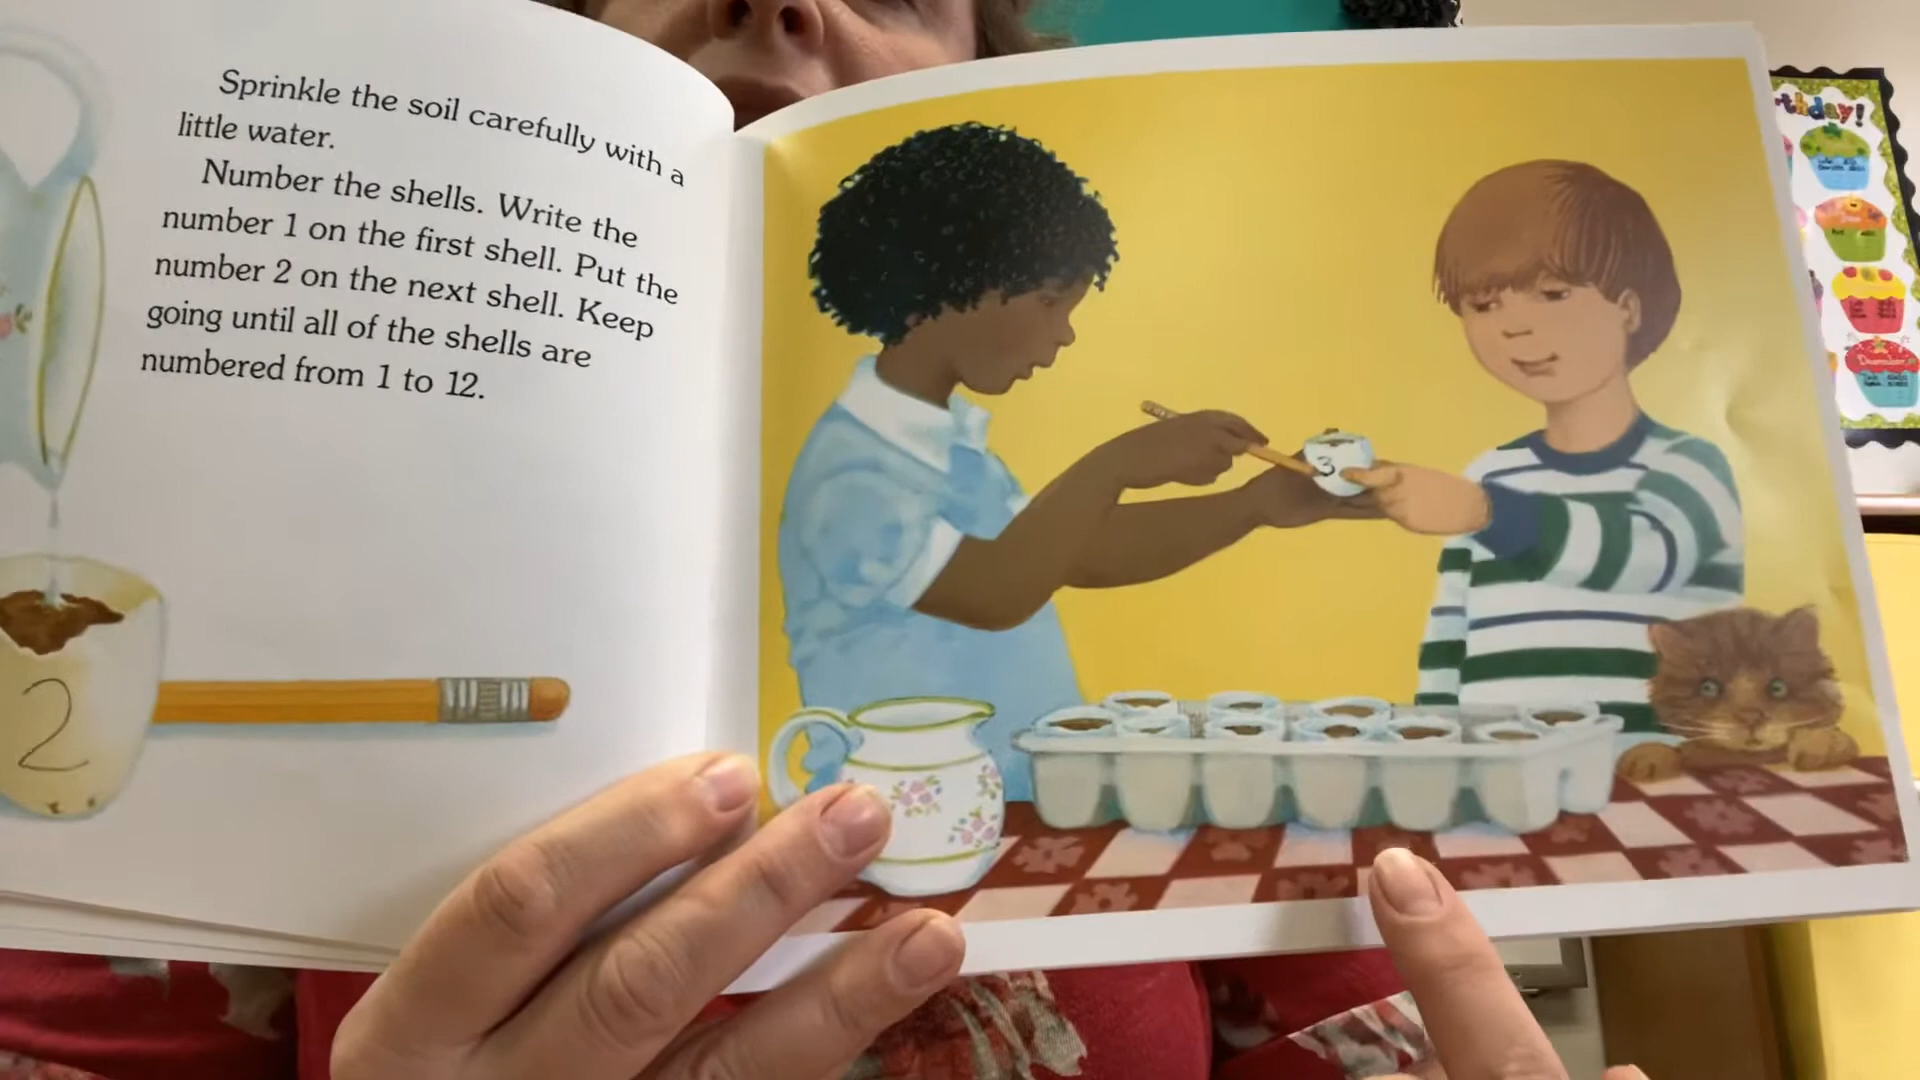 Sprinkle the soil carefully with a
little water.
Number the shells. Write the
number 1 on the first shell. Put the
number 2 on the next shell. Keep
going until all of the shells are
numbered from 1 to 12.
2
3
rthday!
December